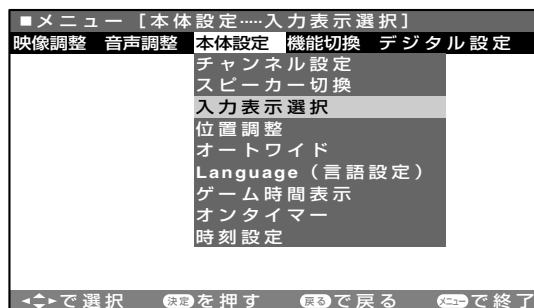 ■メニュー［本体設定……入力表示選択］
映像調整 音声調整 本体設定 機能切換 デジタル設定
チャンネル設定
スピーカー切換
入力表示選択
位置調整
オートワイド
Language（言語設定）
ゲーム時間表示
オンタイマー
時刻設定
で選択 決定を押す 戻るで戻る メニューで終了